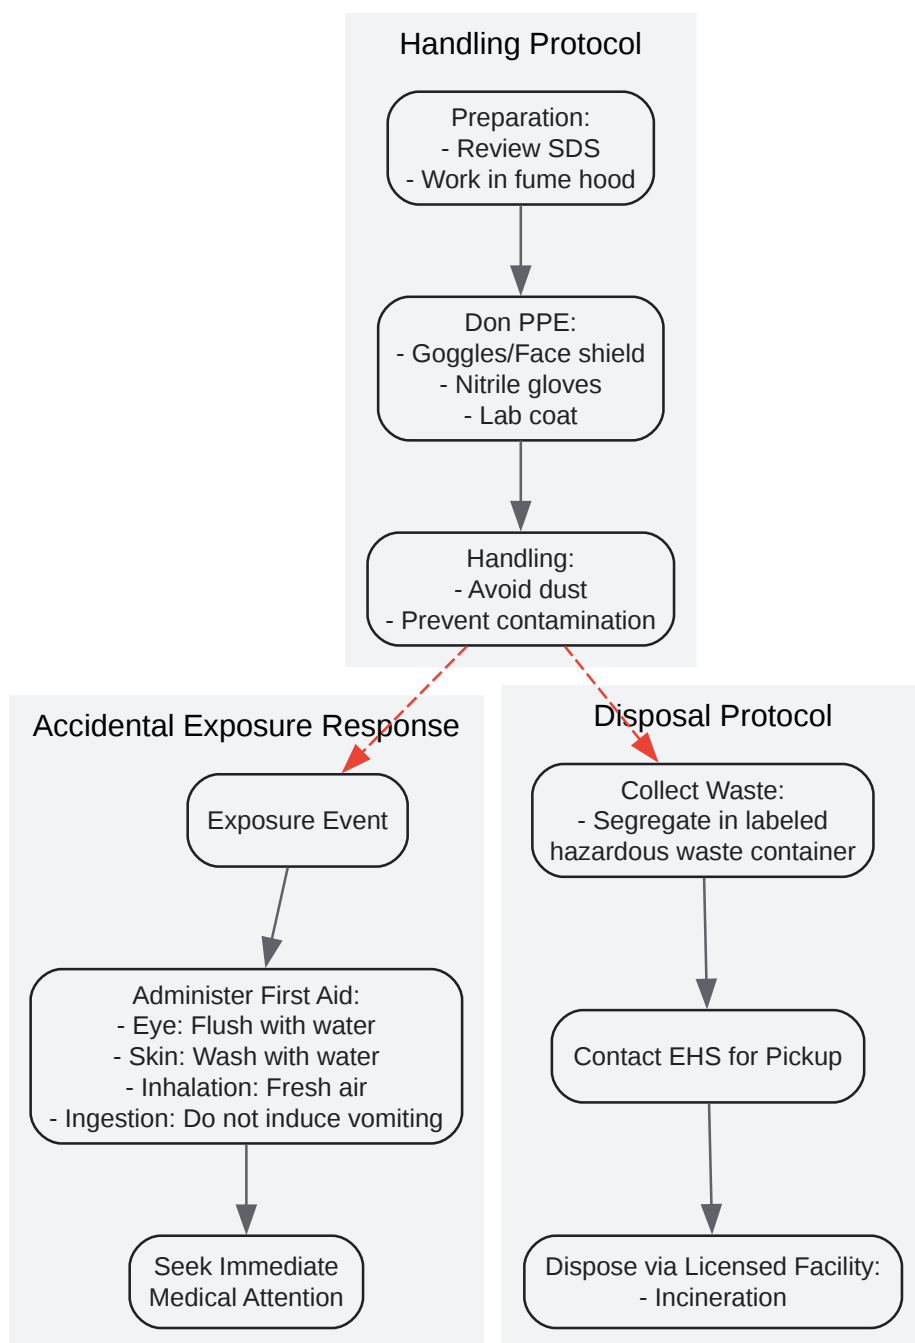 Handling Protocol
Preparation:
- Review SDS
- Work in fume hood
Don PPE:
- Goggles/Face shield
- Nitrile gloves
- Lab coat
Handling:
- Avoid dust
- Prevent contamination
Accidental Exposure Response
Exposure Event
Administer First Aid:
- Eye: Flush with water
- Skin: Wash with water
- Inhalation: Fresh air
- Ingestion: Do not induce vomiting
Seek Immediate
Medical Attention
Disposal Protocol
Collect Waste:
- Segregate in labeled
hazardous waste container
Contact EHS for Pickup
Dispose via Licensed Facility:
- Incineration